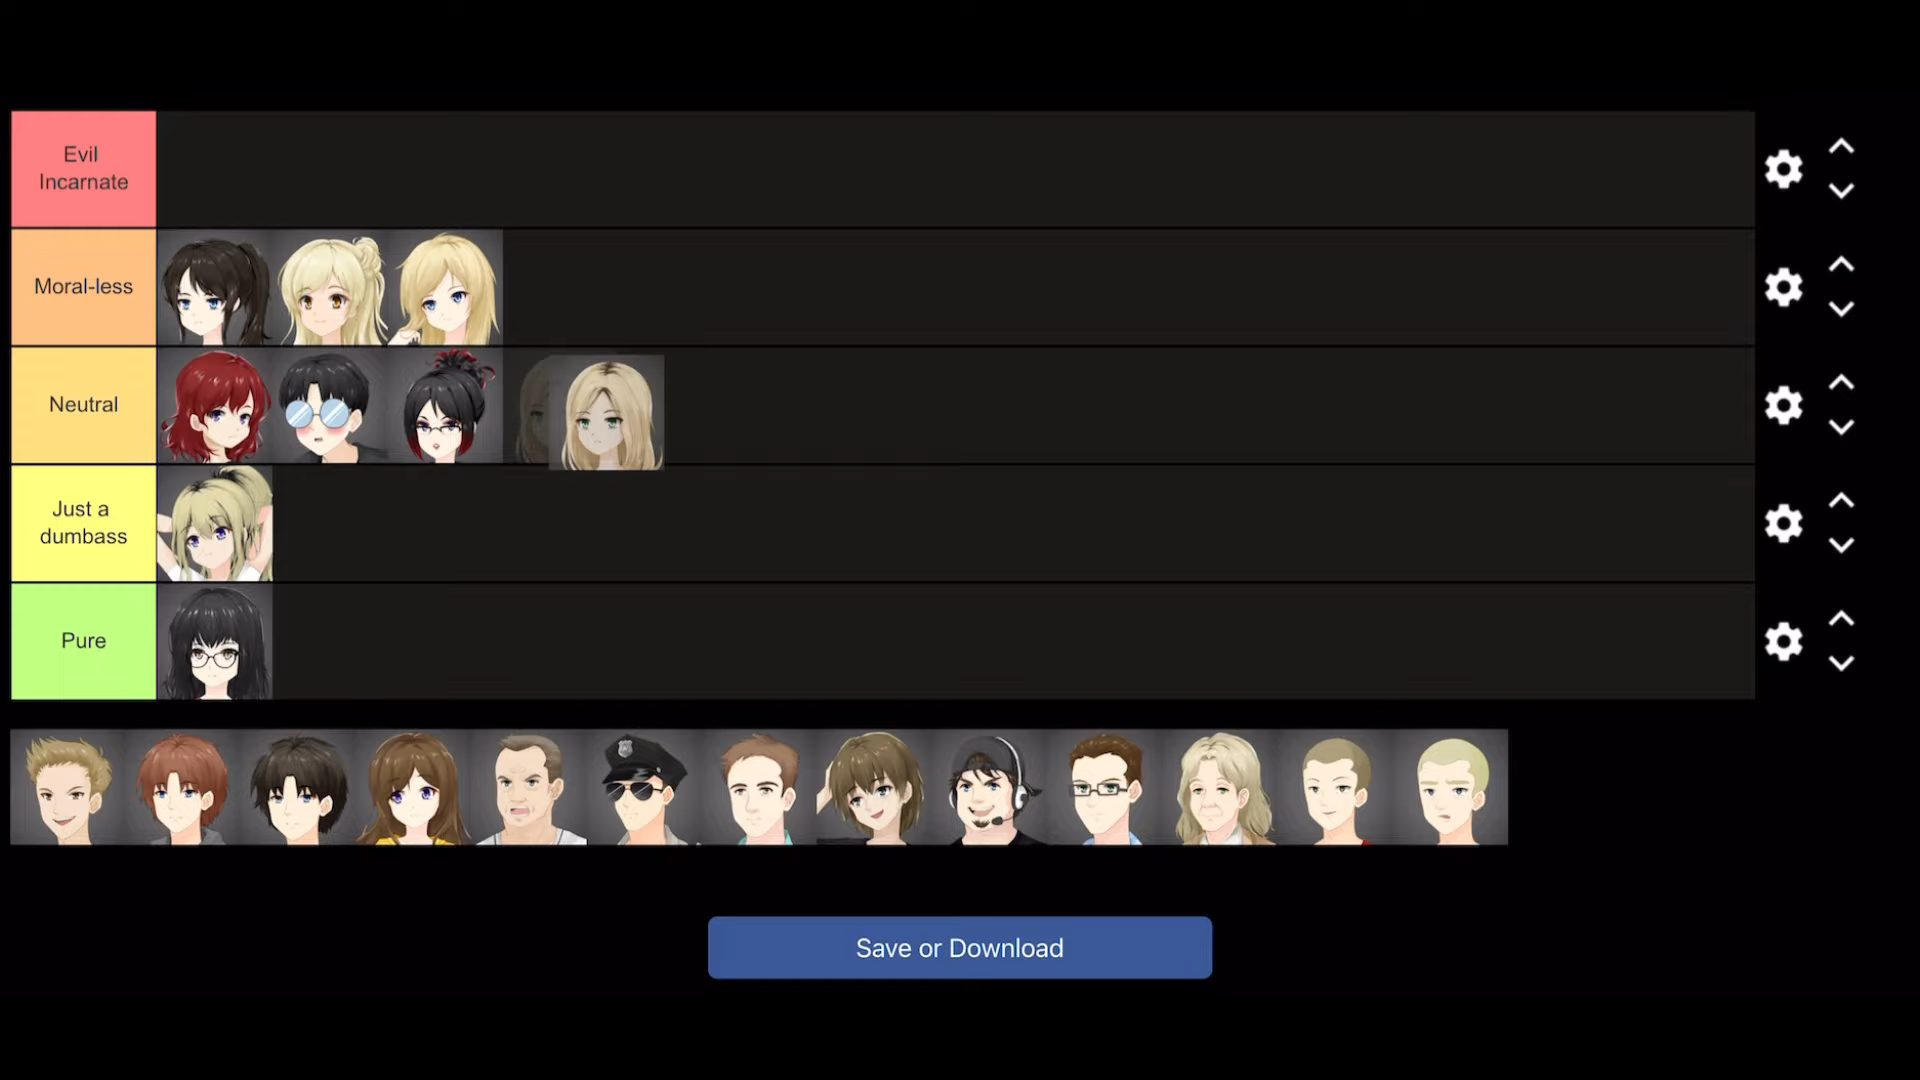 Evil
Incarnate
Moral-less
Neutral
Just a
dumbass
Pure
Save or Download